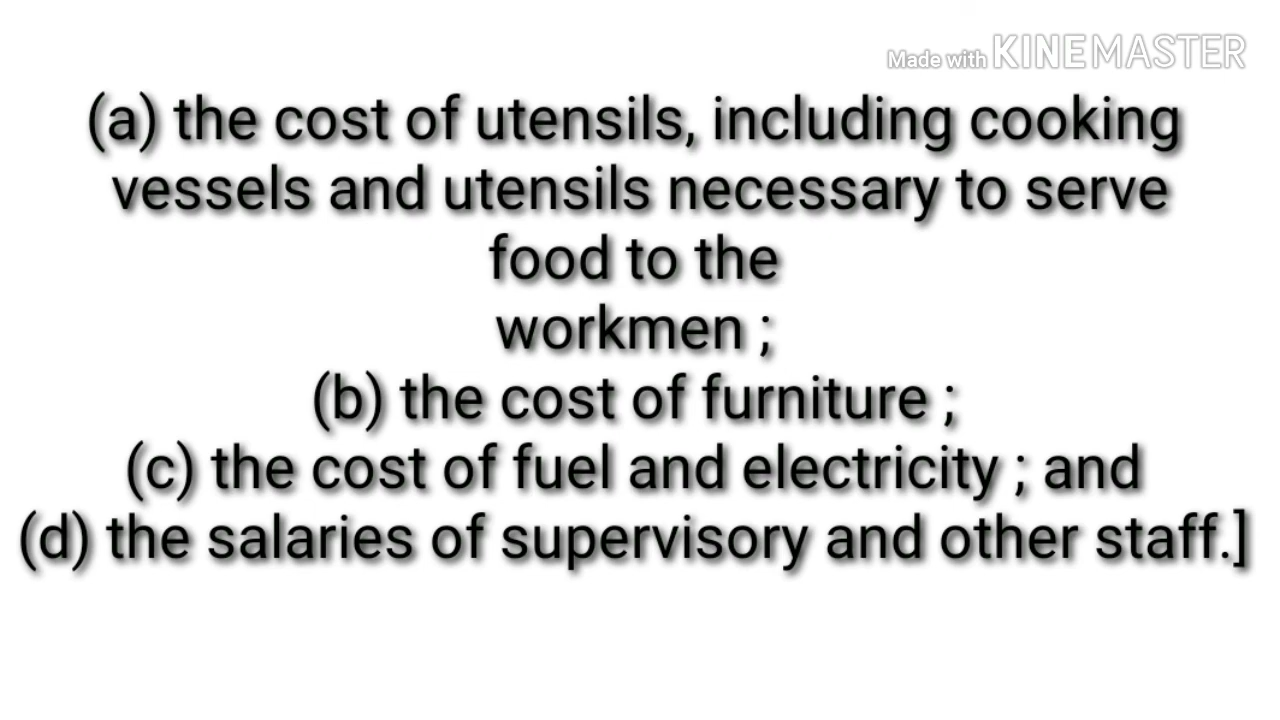 Made with KINEMASTER
(a) the cost of utensils, including cooking
vessels and utensils necessary to serve
food to the
workmen ;
(b) the cost of furniture ;
(c) the cost of fuel and electricity ; and
(d) the salaries of supervisory and other staff.]